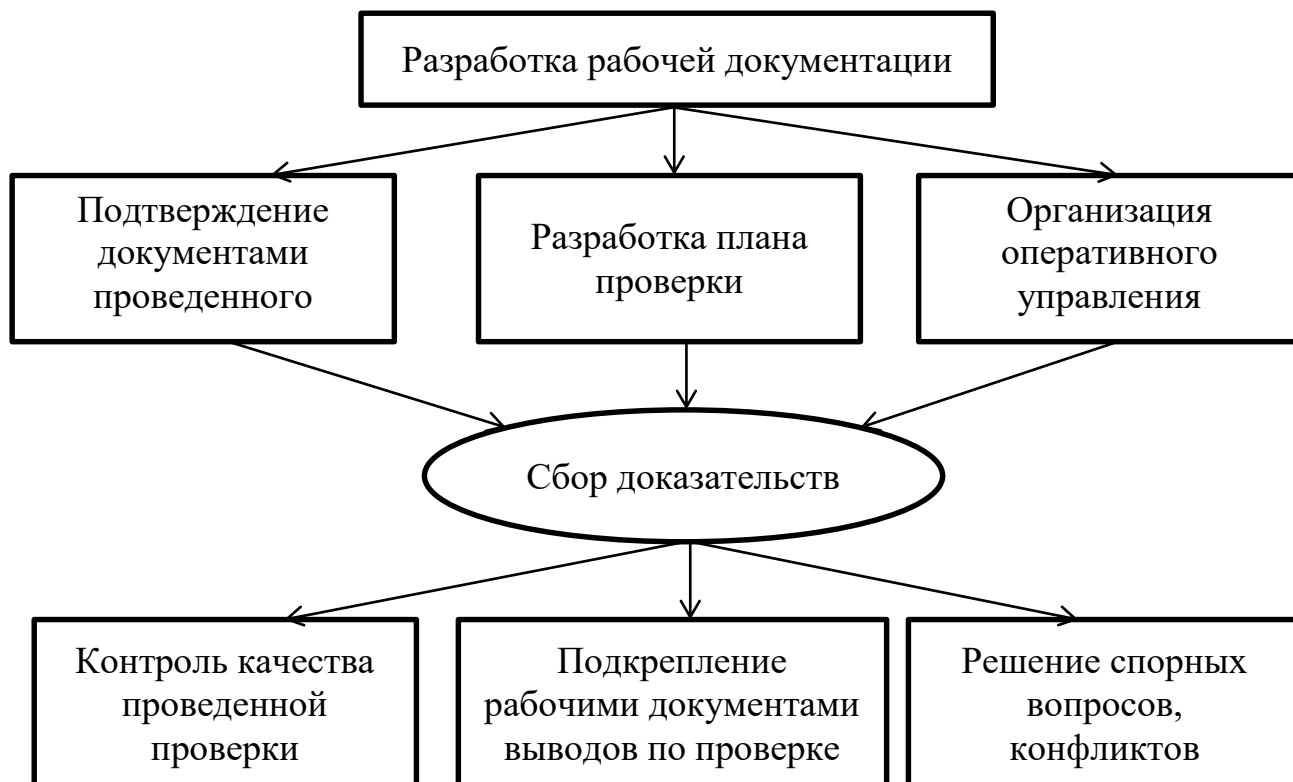 Разработка рабочей документации
Подтверждение
документами
проведенного
Разработка плана
проверки
Организация
оперативного
управления
Сбор доказательств
Контроль качества
проведенной
проверки
Подкрепление
рабочими документами
выводов по проверке
Решение спорных
вопросов,
конфликтов